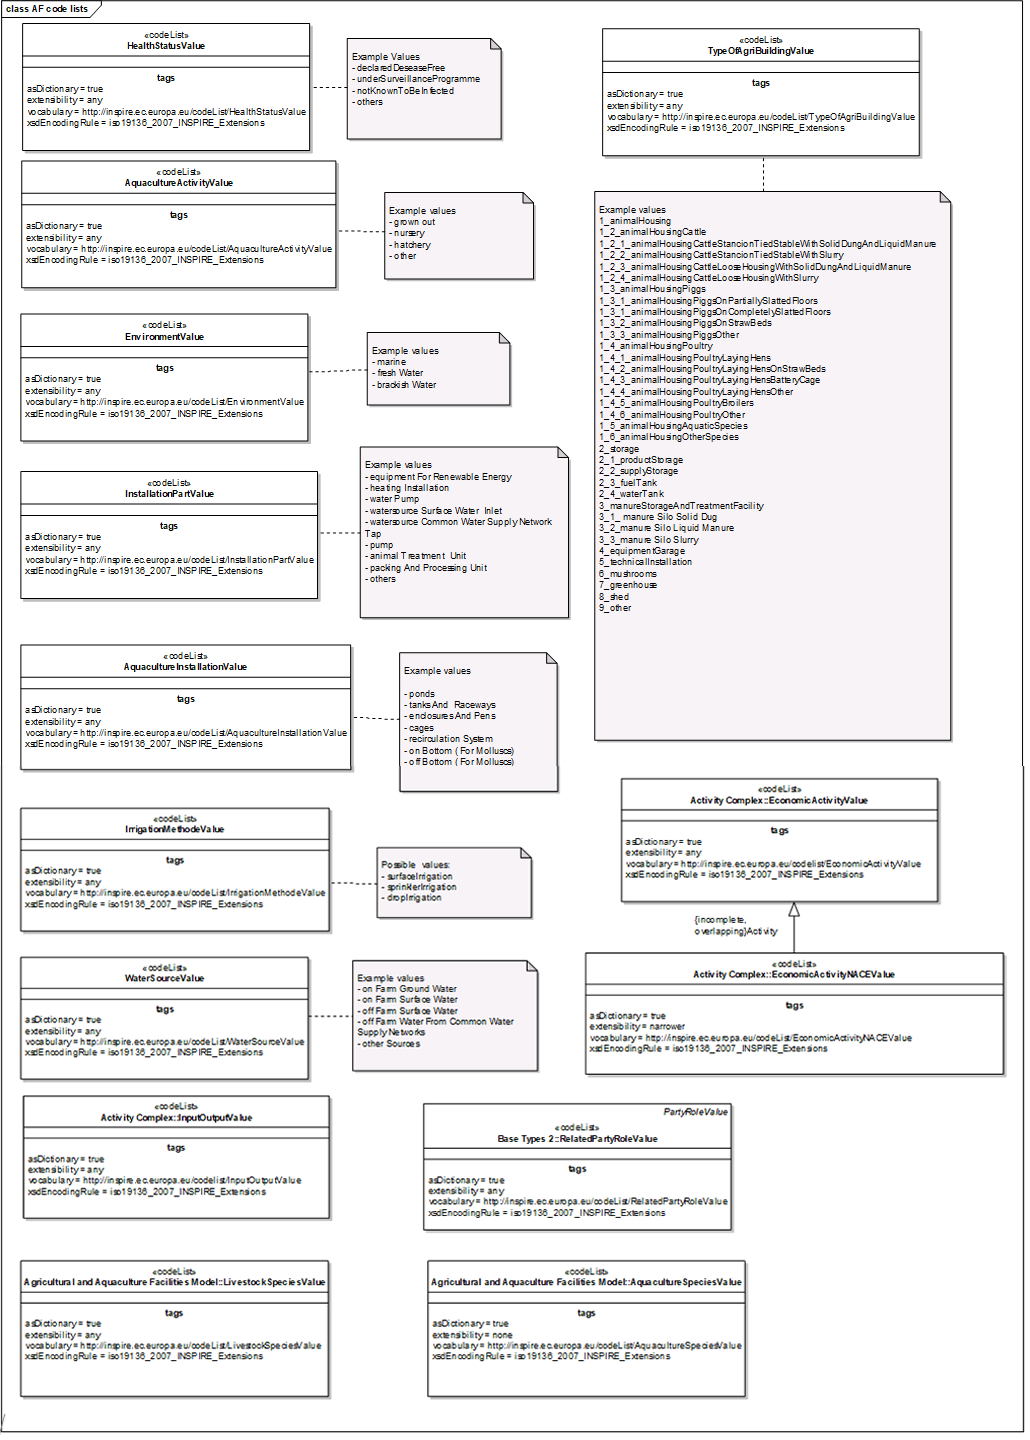 class AF code lists
«codeList»
HealthStatusValue
tags
asDictionary = true
extensibility = any
vocabulary = http://inspire.ec.europa.eu/codeList/HealthStatusValue
xsdEncodingRule = iso19136_2007_INSPIRE_Extensions
Example Values
- declaredDeseaseFree
- underSurveillanceProgramme
- notKnownToBeInfected
- others
«codeList»
TypeOfAgriBuildingValue
tags
asDictionary = true
extensibility = any
vocabulary = http://inspire.ec.europa.eu/codeList/TypeOfAgriBuildingValue
xsdEncodingRule = iso19136_2007_INSPIRE_Extensions
«codeList»
AquacultureActivityValue
tags
asDictionary = true
extensibility = any
vocabulary = http://inspire.ec.europa.eu/codeList/AquacultureActivityValue
xsdEncodingRule = iso19136_2007_INSPIRE_Extensions
Example values
- grown out
- nursery
- hatchery
- other
Example values
1_animalHousing
1_2_animalHousingCattle
1_2_1_animalHousingCattleStancionTiedStableWithSolidDungAndLiquidManure
1_2_2_animalHousingCattleStancionTiedStableWithSlurry
1_2_3_animalHousingCattleLooseHousingWithSolidDungAndLiquidManure
1_2_4_animalHousingCattleLooseHousingWithSlurry
1_3_animalHousingPiggs
1_3_1_animalHousingPiggsOnPartiallySlattedFloors
1_3_1_animalHousingPiggsOnCompletelySlattedFloors
1_3_2_animalHousingPiggsOnStrawBeds
1_3_3_animalHousingPiggsOther
1_4_animalHousingPoultry
1_4_1_animalHousingPoultryLayingHens
1_4_2_animalHousingPoultryLayingHensOnStrawBeds
1_4_3_animalHousingPoultryLayingHensBatteryCage
1_4_4_animalHousingPoultryLayingHensOther
1_4_5_animalHousingPoultryBroilers
1_4_6_animalHousingPoultryOther
1_5_animalHousingAquaticSpecies
1_6_animalHousingOtherSpecies
2_storage
2_1_productStorage
2_2_supplyStorage
2_3_fuelTank
2_4_waterTank
3_manureStorageAndTreatmentFacility
3_1_ manure Silo Solid Dug
3_2_manure Silo Liquid Manure
3_3_manure Silo Slurry
4_equipmentGarage
5_technicalInstallation
6_mushrooms
7_greenhouse
8_shed
9_other
«codeList»
EnvironmentValue
tags
asDictionary = true
extensibility = any
vocabulary = http://inspire.ec.europa.eu/codeList/EnvironmentValue
xsdEncodingRule = iso19136_2007_INSPIRE_Extensions
Example values
- marine
- fresh Water
- brackish Water
«codeList»
InstallationPartValue
tags
asDictionary = true
extensibility = any
vocabulary = http://inspire.ec.europa.eu/codeList/InstallationPartValue
xsdEncodingRule = iso19136_2007_INSPIRE_Extensions
Example values
- equipment For Renewable Energy
- heating Installation
- water Pump
- watersource Surface Water Inlet
- watersource Common Water Supply Network
Tap
- pump
- animal Treatment Unit
- packing And Processing Unit
- others
«codeList»
AquacultureInstallationValue
tags
asDictionary = true
extensibility = any
vocabulary = http://inspire.ec.europa.eu/codeList/AquacultureInstallationValue
xsdEncodingRule = iso19136_2007_INSPIRE_Extensions
Example values
- ponds
- tanks And Raceways
- enclosures And Pens
- cages
- recirculation System
- on Bottom ( For Molluscs)
- off Bottom ( For Molluscs)
«codeList»
Activity Complex::EconomicActivityValue
tags
asDictionary = true
extensibility = any
vocabulary = http://inspire.ec.europa.eu/codelist/EconomicActivityValue
xsdEncodingRule = iso19136_2007_INSPIRE_Extensions
«codeList»
IrrigationMethodeValue
tags
asDictionary = true
extensibility = any
vocabulary = http://inspire.ec.europa.eu/codeList/IrrigationMethodeValue
xsdEncodingRule = iso19136_2007_INSPIRE_Extensions
Possible values:
- surfaceIrrigation
- sprinklerIrrigation
- dropIrrigation
{incomplete,
overlapping}Activity
«codeList»
Activity Complex::EconomicActivityNACEValue
tags
asDictionary = true
extensibility = narrower
vocabulary = http://inspire.ec.europa.eu/codeList/EconomicActivityNACEValue
xsdEncodingRule = iso19136_2007_INSPIRE_Extensions
«codeList»
WaterSourceValue
tags
asDictionary = true
extensibility = any
vocabulary = http://inspire.ec.europa.eu/codeList/WaterSourceValue
xsdEncodingRule = iso19136_2007_INSPIRE_Extensions
Example values
- on Farm Ground Water
- on Farm Surface Water
- off Farm Surface Water
- off Farm Water From Common Water
Supply Networks
- other Sources
«codeList»
Activity Complex::InputOutputValue
tags
asDictionary = true
extensibility = any
vocabulary = http://inspire.ec.europa.eu/codelist/InputOutputValue
xsdEncodingRule = iso19136_2007_INSPIRE_Extensions
PartyRoleValue
«codeList»
Base Types 2::RelatedPartyRoleValue
tags
asDictionary = true
extensibility = any
vocabulary = http://inspire.ec.europa.eu/codeList/RelatedPartyRoleValue
xsdEncodingRule = iso19136_2007_INSPIRE_Extensions
«codeList»
Agricultural and Aquaculture Facilities Model::LivestockSpeciesValue
tags
asDictionary = true
extensibility = any
vocabulary = http://inspire.ec.europa.eu/codeList/LivestockSpeciesValue
xsdEncodingRule = iso19136_2007_INSPIRE_Extensions
«codeList»
Agricultural and Aquaculture Facilities Model::AquacultureSpeciesValue
tags
asDictionary = true
extensibility = none
vocabulary = http://inspire.ec.europa.eu/codeList/AquacultureSpeciesValue
xsdEncodingRule = iso19136_2007_INSPIRE_Extensions